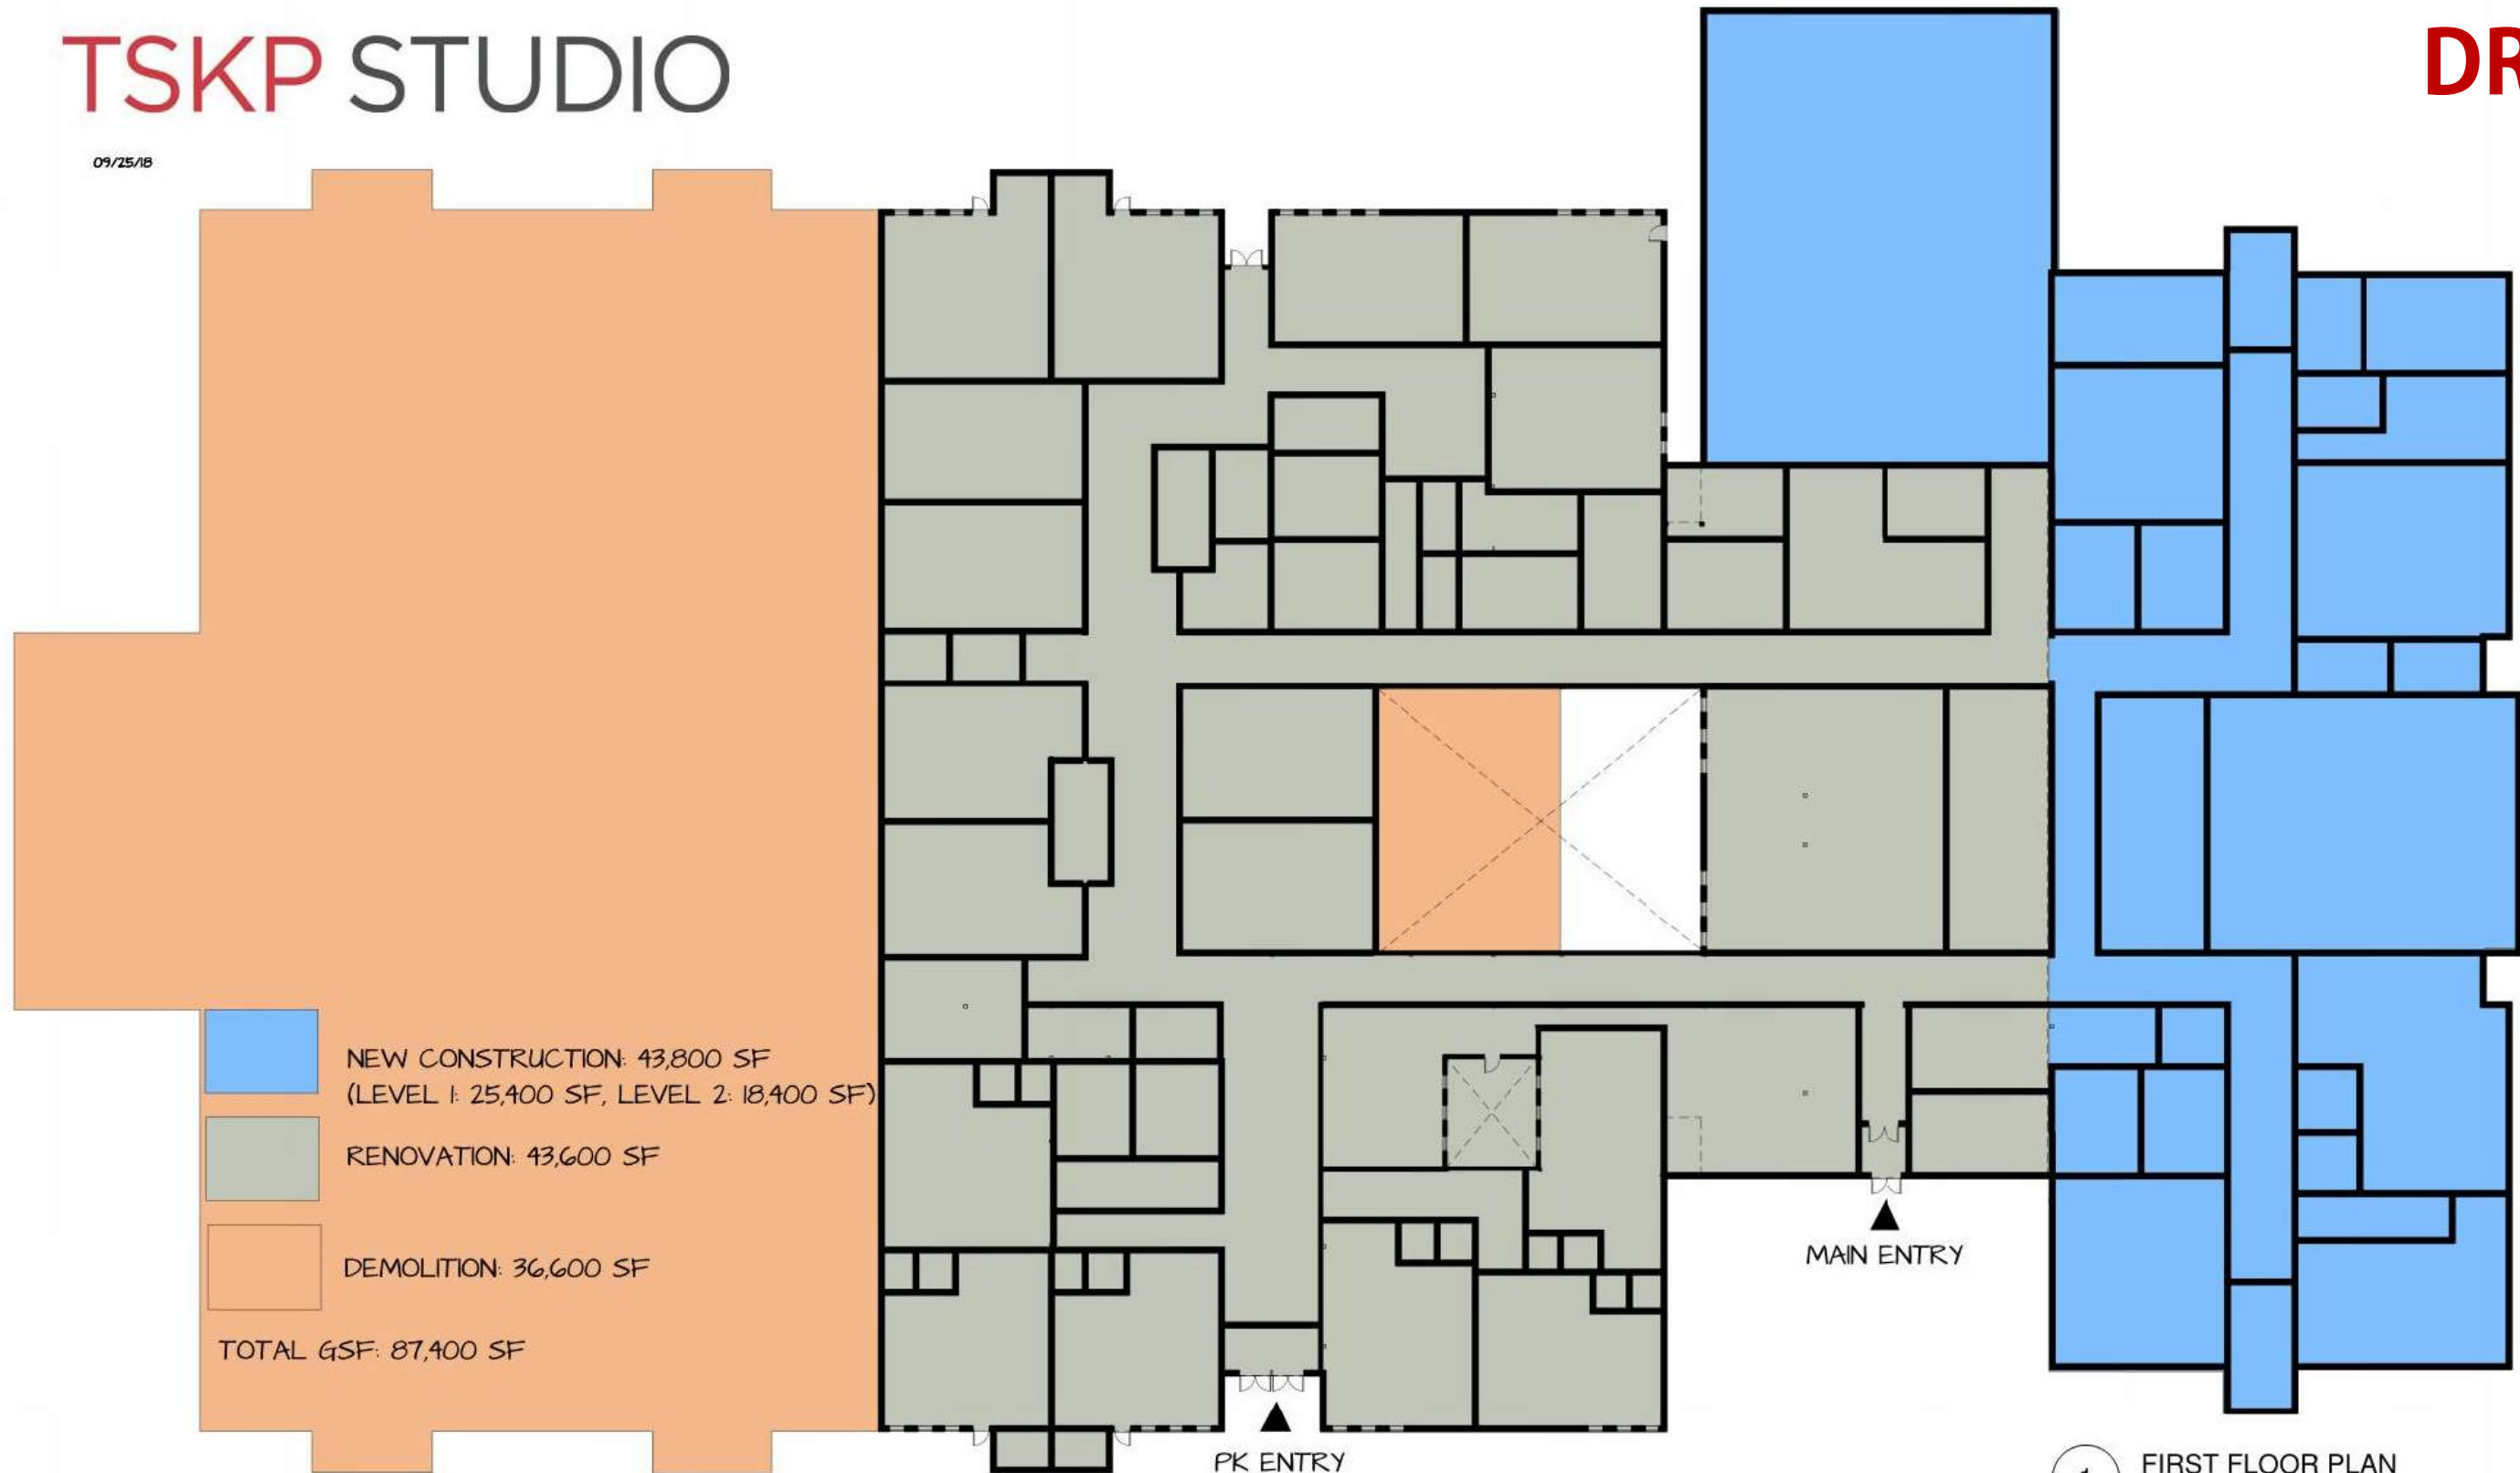 TSKP STUDIO
09/25/18
NEW CONSTRUCTION: 43,800 SF
(LEVEL 1: 25,400 SF, LEVEL 2: 18,400 SF)
RENOVATION: 43,600 SF
DEMOLITION: 36,600 SF
TOTAL GSF: 87,400 SF
MAIN ENTRY
PK ENTRY
1
FIRST FLOOR PLAN